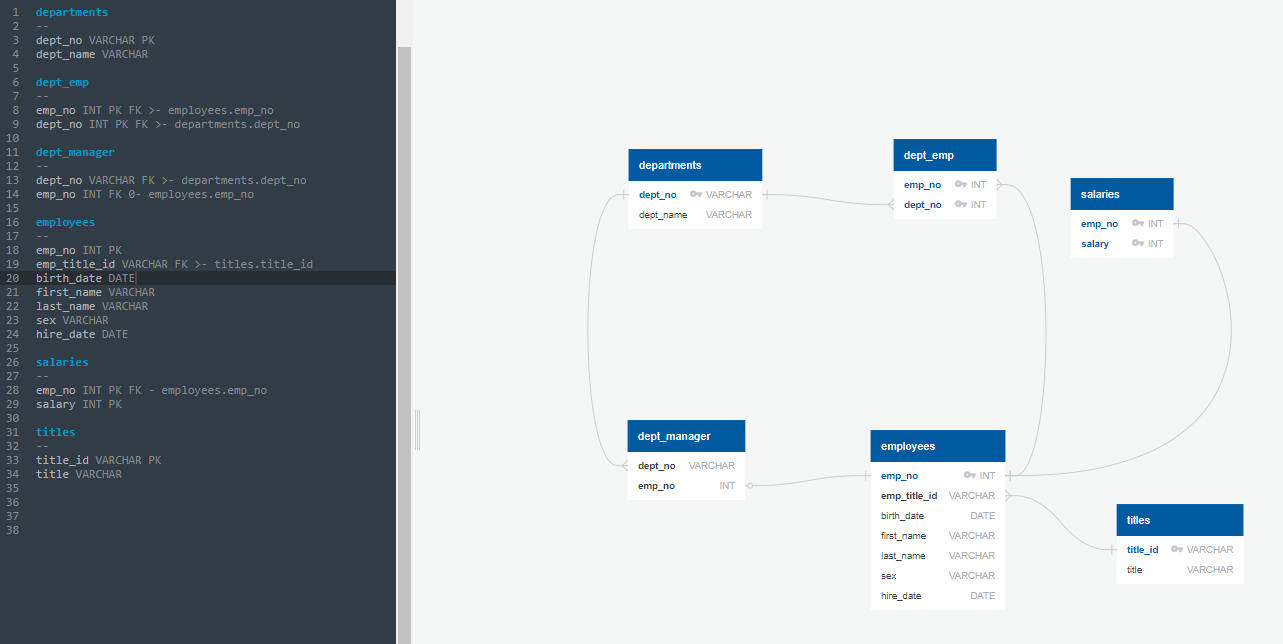 1 departments
2 --
3 dept_no VARCHAR PK
4 dept_name VARCHAR
5
6 dept_emp
7 --
8 emp_no INT PK FK >- employees.emp_no
9 dept_no INT PK FK >- departments.dept_no
10
11 dept_manager
12 --
13 dept_no VARCHAR FK >- departments.dept_no
14 emp_no INT FK 0- employees.emp_no
15
16 employees
17 --
18 emp_no INT PK
19 emp_title_id VARCHAR FK >- titles.title_id
20 birth_date DATE
21 first_name VARCHAR
22 last_name VARCHAR
23 sex VARCHAR
24 hire_date DATE
25
26 salaries
27 --
28 emp_no INT PK FK - employees.emp_no
29 salary INT PK
30
31 titles
32 --
33 title_id VARCHAR PK
34 title VARCHAR
35
36
37
38
departments
dept_no VARCHAR
dept_name VARCHAR
dept_emp
emp_no INT
dept_no INT
salaries
emp_no INT
salary INT
dept_manager
dept_no VARCHAR
emp_no INT
employees
emp_no INT
emp_title_id VARCHAR
birth_date DATE
first_name VARCHAR
last_name VARCHAR
sex VARCHAR
hire_date DATE
titles
title_id VARCHAR
title VARCHAR